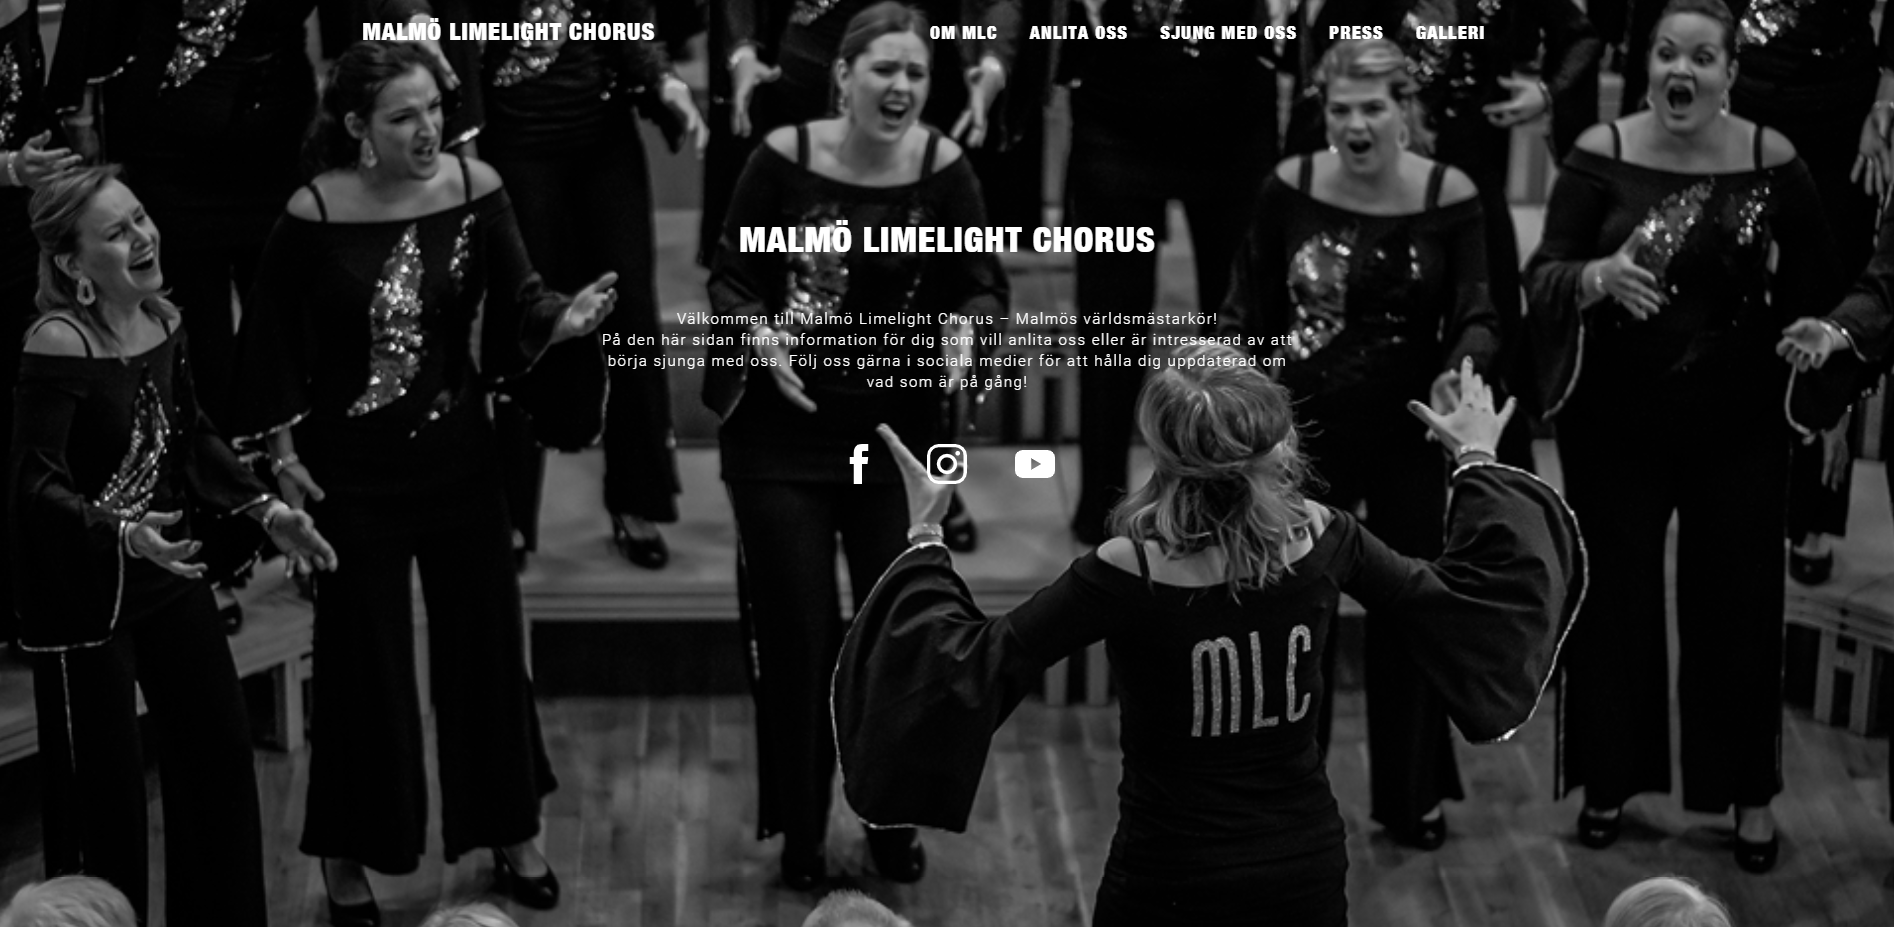 MALMÖ LIMELIGHT CHORUS
OM MLC ANLITA OSS SJUNG MED OSS PRESS GALLERI
MALMÖ LIMELIGHT CHORUS
Välkommen till Malmö Limelight Chorus – Malmös världsmästarkör!
På den här sidan finns information för dig som vill anlita oss eller är intresserad av att
börja sjunga med oss. Följ oss gärna i sociala medier för att hålla dig uppdaterad om
vad som är på gång!
MLC